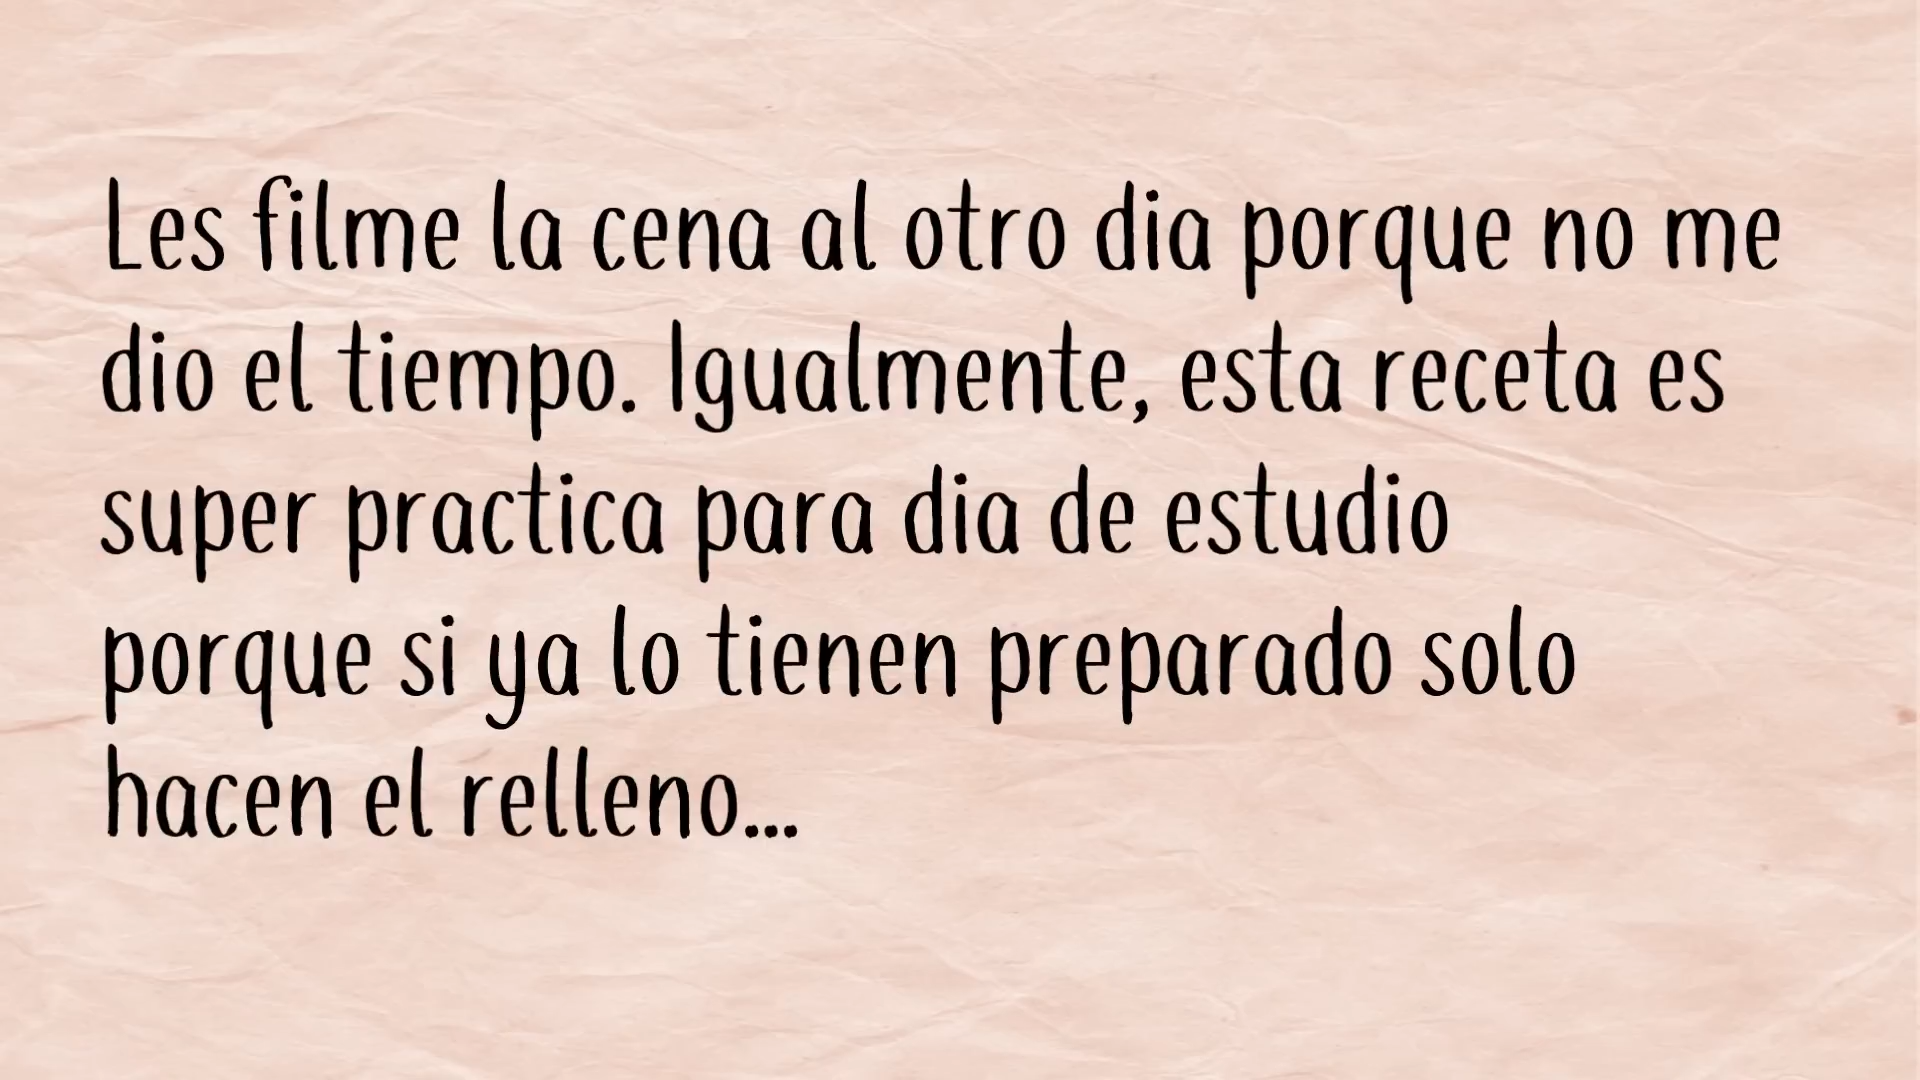 Les filme la cena al otro dia porque no me
dio el tiempo. Igualmente, esta receta es
super practica para dia de estudio
porque si ya lo tienen preparado solo
hacen el relleno...